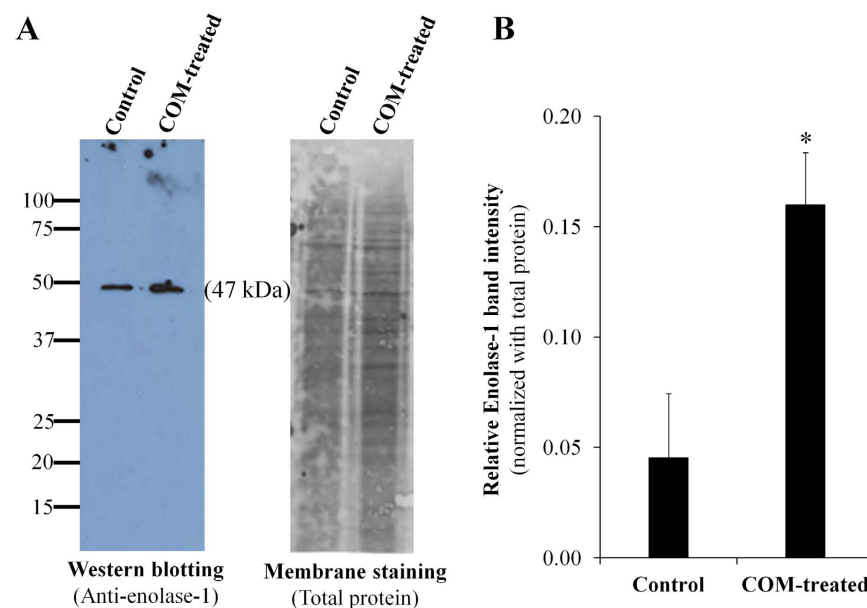 A
Control
COM-treated
100
75
50
37
25
20
15
(47 kDa)
Western blotting
(Anti-enolase-1)
Control
COM-treated
Membrane staining
(Total protein)
B
Relative Enolase-1 band intensity
(normalized with total protein)
0.20
0.15
0.10
0.05
0.00
*
Control
COM-treated